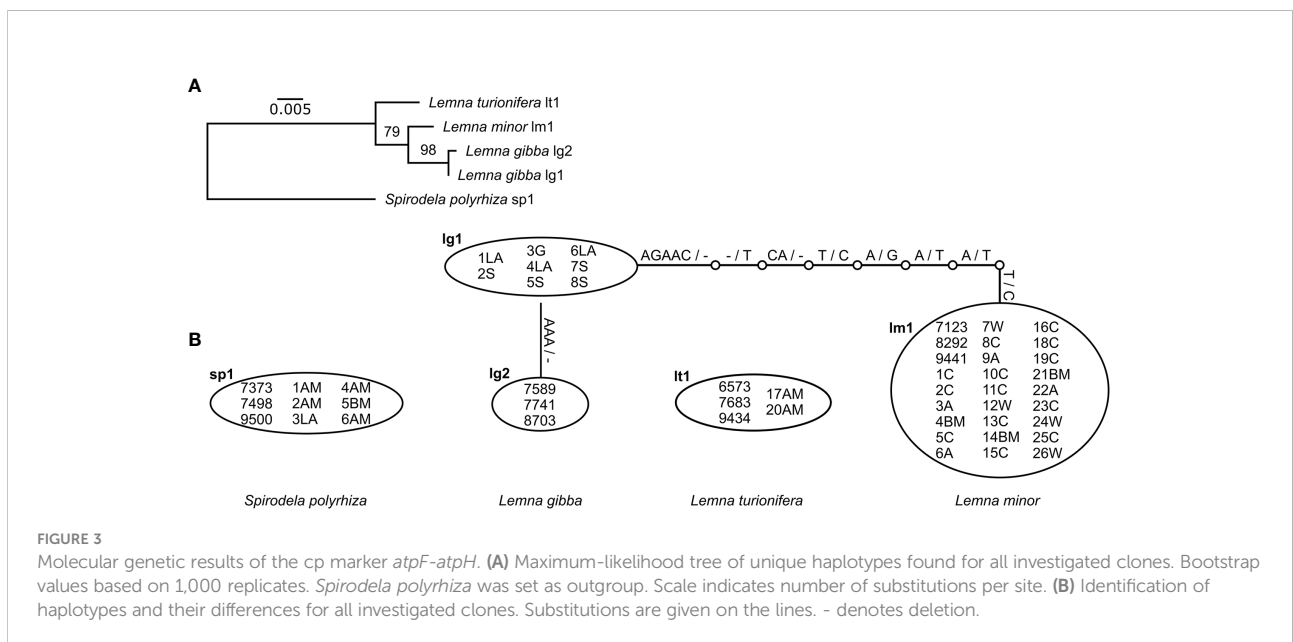 A
0.005
Lemna turionifera lt1
79
Lemna minor lm1
98
Lemna gibba lg2
Lemna gibba lg1
Spirodela polyrhiza sp1
B
lg1
1LA 3G 6LA
2S 4LA 7S
5S 8S
AGAAC / - - / T CA / - T / C A / G A / T A / T
T / C
AAA / -
sp1
7373 1AM 4AM
7498 2AM 5BM
9500 3LA 6AM
lg2
7589
7741
8703
lt1
6573 17AM
7683 20AM
9434
lm1
7123 7W 16C
8292 8C 18C
9441 9A 19C
1C 10C 21BM
2C 11C 22A
3A 12W 23C
4BM 13C 24W
5C 14BM 25C
6A 15C 26W
Spirodela polyrhiza Lemna gibba Lemna turionifera Lemna minor
FIGURE 3
Molecular genetic results of the cp marker atpF-atpH. (A) Maximum-likelihood tree of unique haplotypes found for all investigated clones. Bootstrap
values based on 1,000 replicates. Spirodela polyrhiza was set as outgroup. Scale indicates number of substitutions per site. (B) Identification of
haplotypes and their differences for all investigated clones. Substitutions are given on the lines. - denotes deletion.